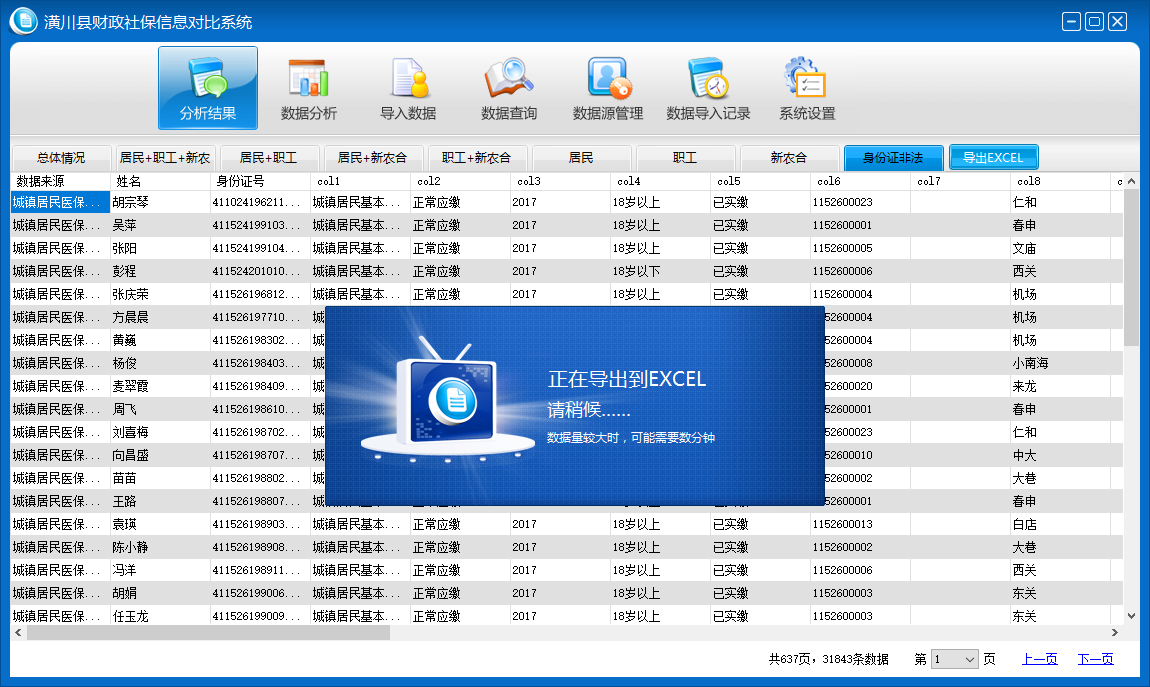 潢川县财政社保信息对比系统
分析结果 数据分析 导入数据 数据查询 数据源管理 数据导入记录 系统设置
总体情况 居民+职工+新农 居民+职工 居民+新农合 职工+新农合 居民 职工 新农合 身份证非法 导出EXCEL
数据来源 姓名 身份证号 col1 col2 col3 col4 col5 col6 col7 col8 c
城镇居民医保... 胡宗琴 411024196211... 城镇居民基本... 正常应缴 2017 18岁以上 已实缴 1152600023 仁和
城镇居民医保... 吴萍 411524199103... 城镇居民基本... 正常应缴 2017 18岁以上 已实缴 1152600001 春申
城镇居民医保... 张阳 411524199104... 城镇居民基本... 正常应缴 2017 18岁以上 已实缴 1152600005 文庙
城镇居民医保... 彭程 411524201010... 城镇居民基本... 正常应缴 2017 18岁以下 已实缴 1152600006 西关
城镇居民医保... 张庆荣 411526196812... 城镇居民基本... 正常应缴 2017 18岁以上 已实缴 1152600004 机场
城镇居民医保... 方晨晨 411526197710... 城 52600004 机场
城镇居民医保... 黄巍 411526198302... 城 52600004 机场
城镇居民医保... 杨俊 411526198403... 城 52600008 小南海
城镇居民医保... 麦翠霞 411526198409... 城 52600020 来龙
城镇居民医保... 周飞 411526198610... 城 52600001 春申
城镇居民医保... 刘喜梅 411526198702... 城 52600023 仁和
城镇居民医保... 向昌盛 411526198707... 城 52600010 中大
城镇居民医保... 苗苗 411526198802... 城 52600002 大巷
城镇居民医保... 王路 411526198807... 城 52600001 春申
城镇居民医保... 袁瑛 411526198903... 城镇居民基本... 正常应缴 2017 18岁以上 已实缴 1152600013 白店
城镇居民医保... 陈小静 411526198908... 城镇居民基本... 正常应缴 2017 18岁以上 已实缴 1152600002 大巷
城镇居民医保... 冯洋 411526198911... 城镇居民基本... 正常应缴 2017 18岁以上 已实缴 1152600006 西关
城镇居民医保... 胡娟 411526199006... 城镇居民基本... 正常应缴 2017 18岁以上 已实缴 1152600003 东关
城镇居民医保... 任玉龙 411526199009... 城镇居民基本... 正常应缴 2017 18岁以上 已实缴 1152600003 东关
正在导出到EXCEL
请稍候......
数据量较大时，可能需要数分钟
共637页，31843条数据 第 1 页 上一页 下一页